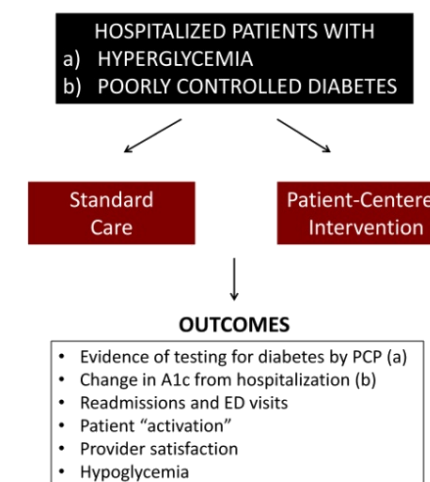 HOSPITALIZED PATIENTS WITH
a) HYPERGLYCEMIA
b) POORLY CONTROLLED DIABETES
Standard
Care
Patient-Centere
Intervention
OUTCOMES
• Evidence of testing for diabetes by PCP (a)
• Change in A1c from hospitalization (b)
• Readmissions and ED visits
• Patient “activation”
• Provider satisfaction
• Hypoglycemia